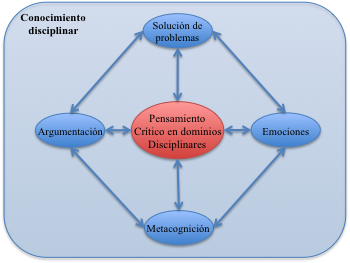 Conocimiento
disciplinar
Solución de
problemas
Argumentación
Pensamiento
Crítico en dominios
Disciplinares
Emociones
Metacognición